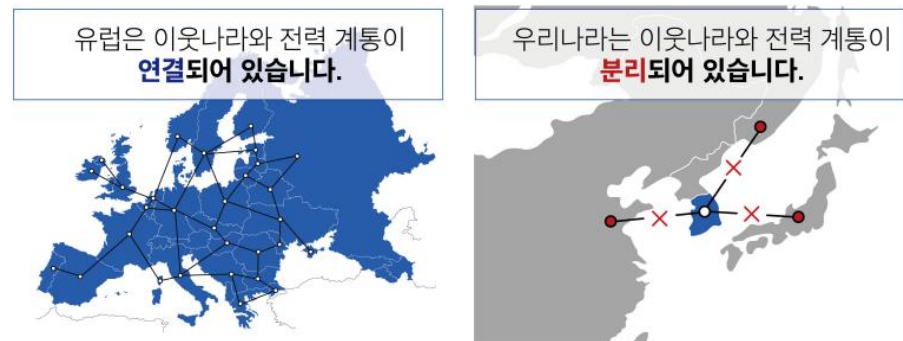 유럽은 이웃나라와 전력 계통이
연결되어 있습니다.
우리나라는 이웃나라와 전력 계통이
분리되어 있습니다.